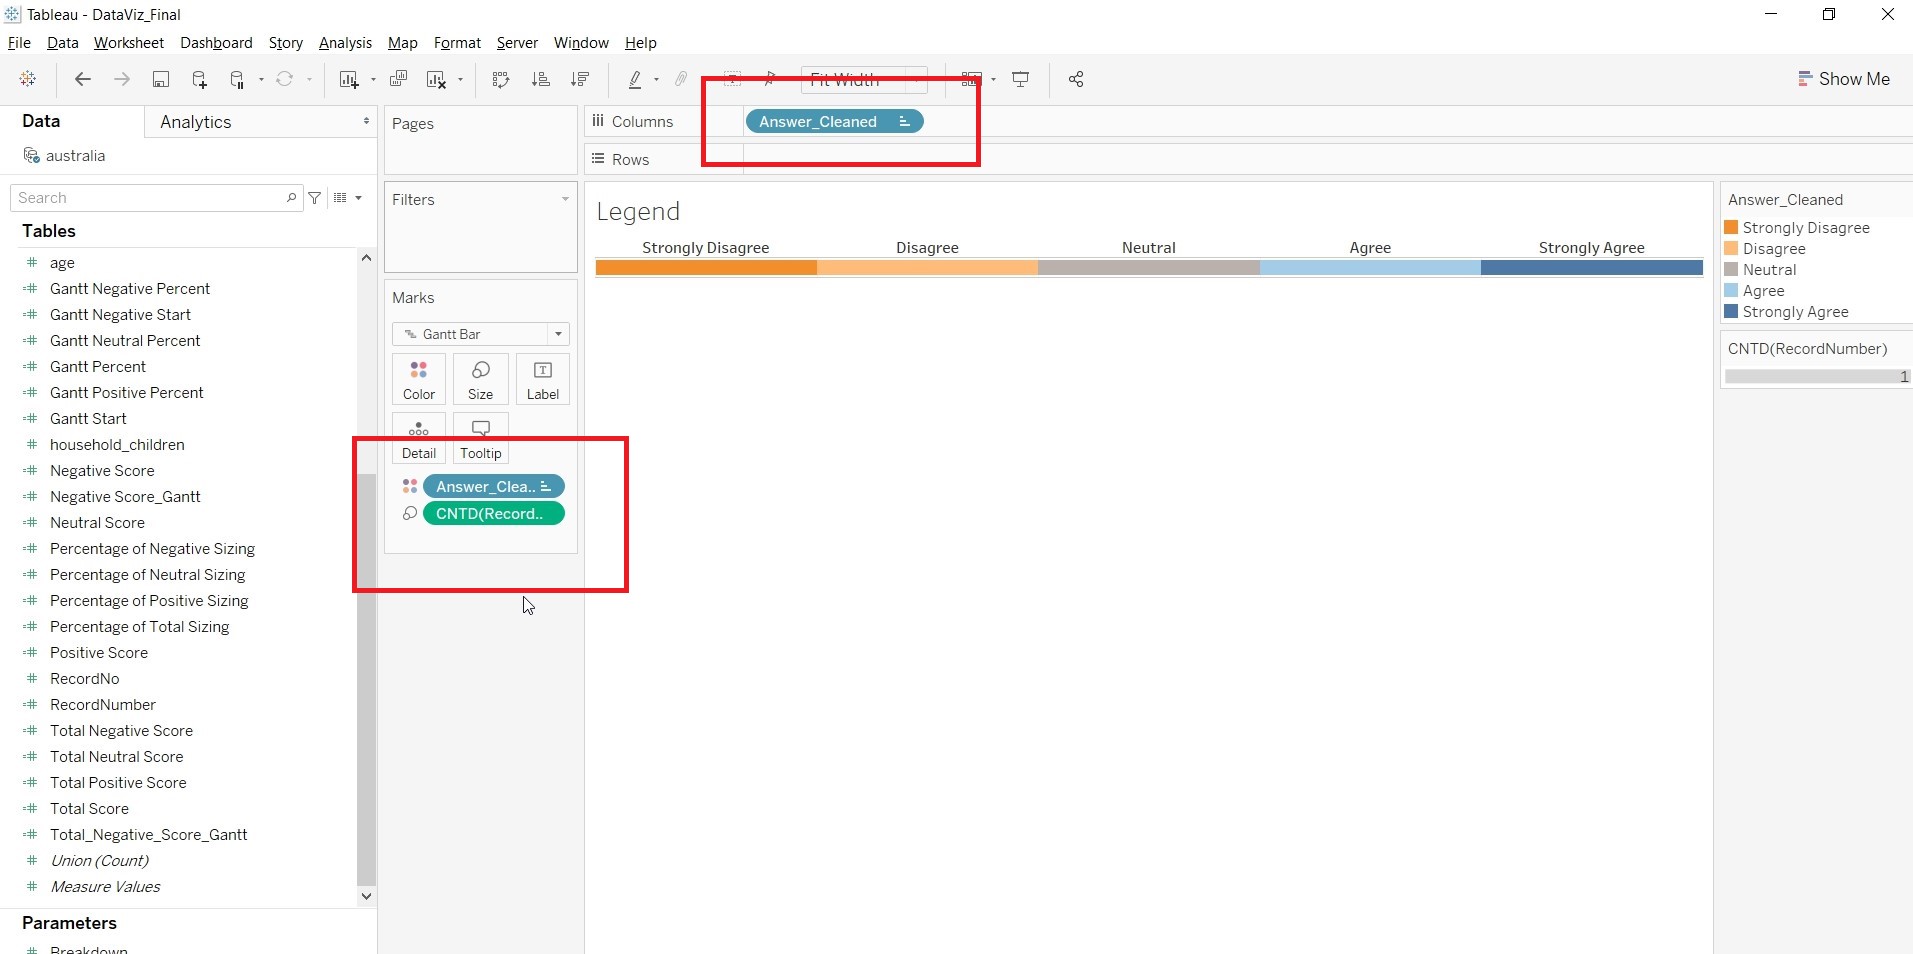 Tableau - DataViz_Final
File Data Worksheet Dashboard Story Analysis Map Format Server Window Help
Fit Width
Show Me
Data
Analytics
australia
Search
Tables
age
Gantt Negative Percent
Gantt Negative Start
Gantt Neutral Percent
Gantt Percent
Gantt Positive Percent
Gantt Start
household_children
Negative Score
Negative Score_Gantt
Neutral Score
Percentage of Negative Sizing
Percentage of Neutral Sizing
Percentage of Positive Sizing
Percentage of Total Sizing
Positive Score
RecordNo
RecordNumber
Total Negative Score
Total Neutral Score
Total Positive Score
Total Score
Total_Negative_Score_Gantt
Union (Count)
Measure Values
Parameters
Breakdown
Pages
Filters
Marks
Gantt Bar
Color Size Label
Detail Tooltip
Answer_Clea..
CNTD(Record..
Columns
Answer_Cleaned
Rows
Legend
Strongly Disagree Disagree Neutral Agree Strongly Agree
Answer_Cleaned
Strongly Disagree
Disagree
Neutral
Agree
Strongly Agree
CNTD(RecordNumber)
1